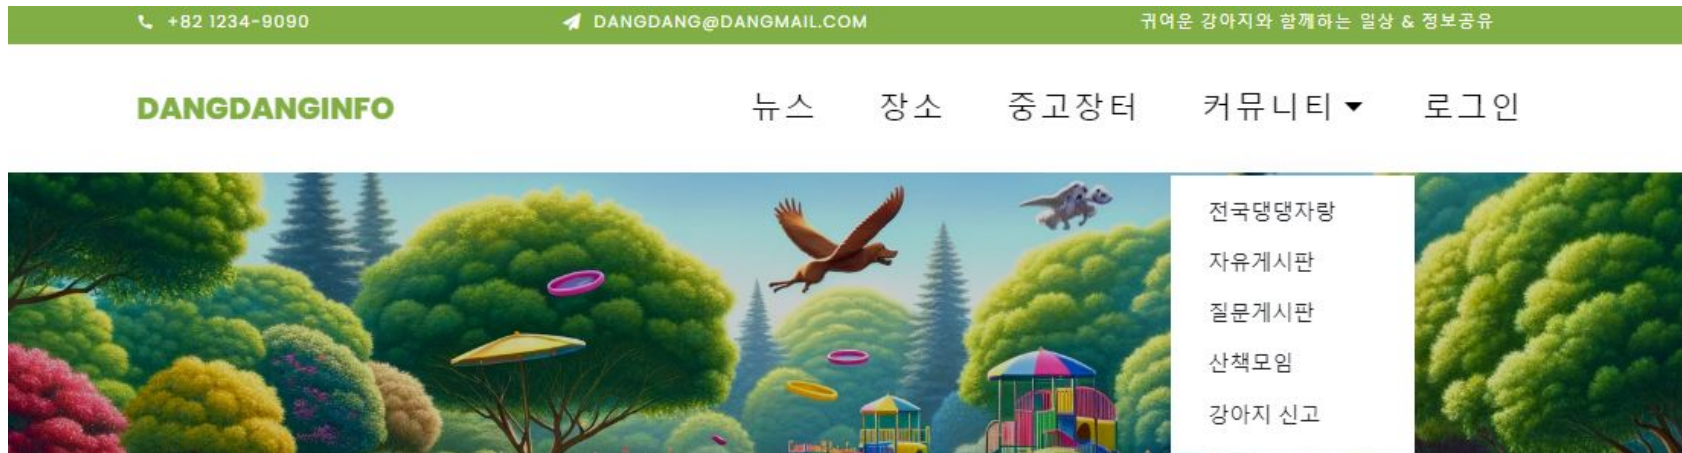 +82 1234-9090
DANGDANG@DANGMAIL.COM
귀여운 강아지와 함께하는 일상 & 정보공유
DANGDANGINFO
뉴스
장소
중고장터
커뮤니티
로그인
전국댕댕자랑
자유게시판
질문게시판
산책모임
강아지 신고